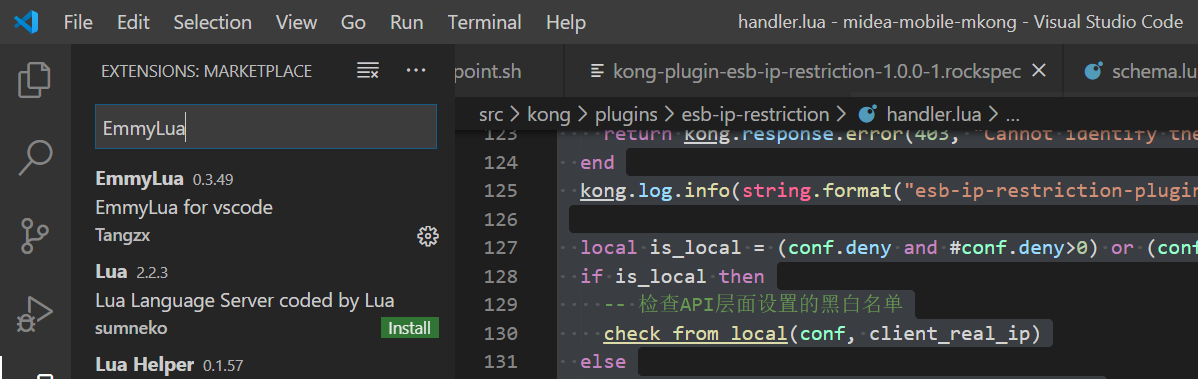 File Edit Selection View Go Run Terminal Help handler.lua - midea-mobile-mkong - Visual Studio Code
EXTENSIONS: MARKETPLACE
EmmyLua
EmmyLua 0.3.49
EmmyLua for vscode
Tangzx
Lua 2.2.3
Lua Language Server coded by Lua
sumneko Install
Lua Helper 0.1.57
point.sh kong-plugin-esb-ip-restriction-1.0.0-1.rockspec schema.lu
src > kong > plugins > esb-ip-restriction > handler.lua > ...
123 return kong.response.error(403, "Cannot identify the
124 end
125 kong.log.info(string.format("esb-ip-restriction-plugin
126
127 local is_local = (conf.deny and #conf.deny>0) or (conf
128 if is_local then
129 -- 检查API层面设置的黑白名单
130 check_from_local(conf, client_real_ip)
131 else